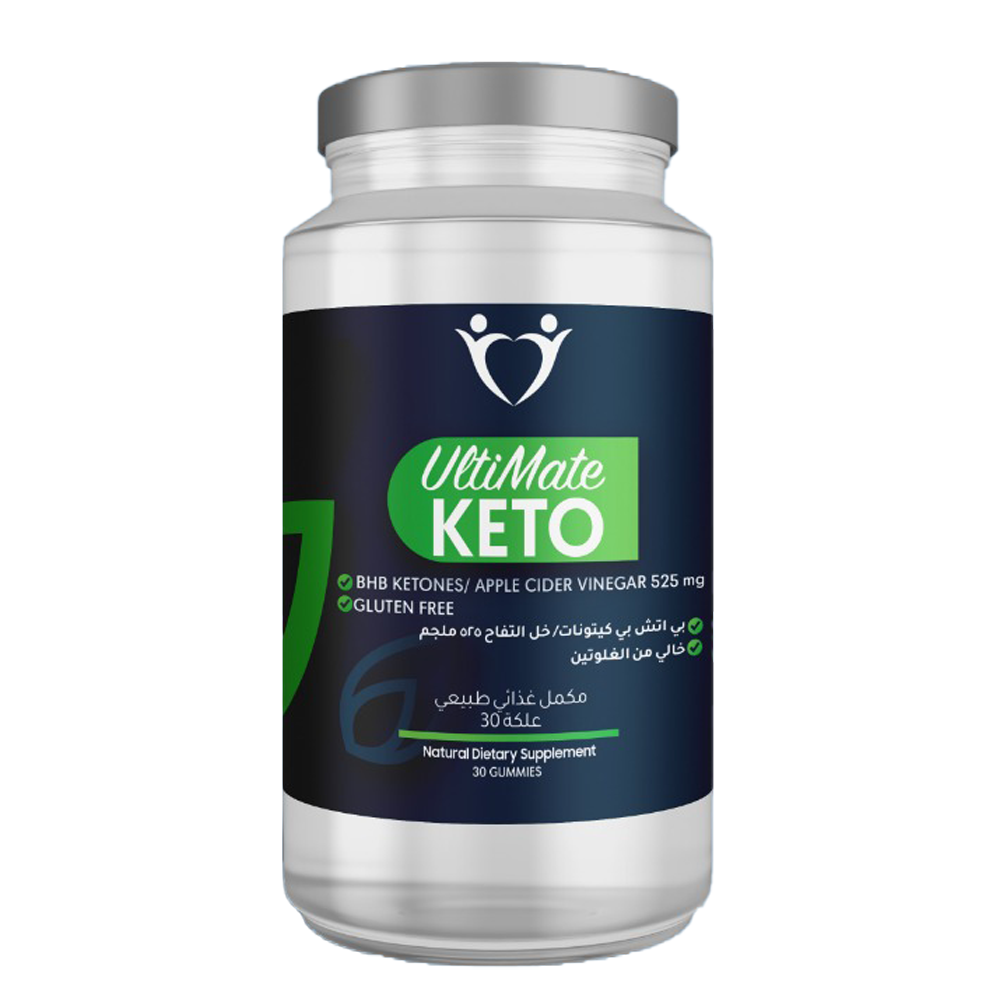 UltiMate
KETO
BHB KETONES/ APPLE CIDER VINEGAR 525 mg
GLUTEN FREE
بي اتش بي كيتونات/ خل التفاح ٥٢٥ ملجم
خالي من الغلوتين
مكمل غذائي طبيعي
30 علكة
Natural Dietary Supplement
30 GUMMIES